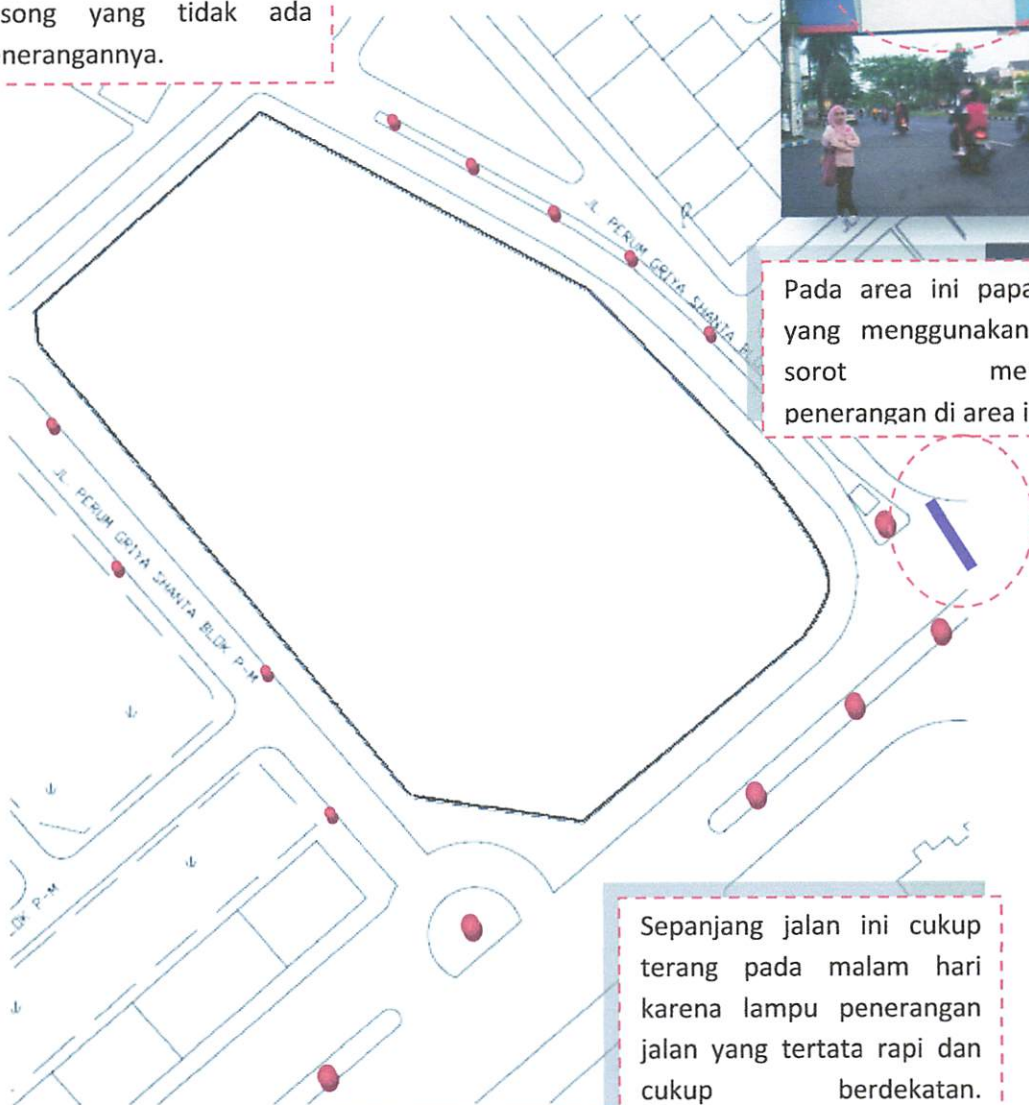 song yang tidak ada
nerangannya.
JL PERUM GRIYA SHANTA
Pada area ini papa
yang menggunakan
sorot me
penerangan di area i
JL PERUM GRIYA SHANTA BLOK P-M
OK P-M
Sepanjang jalan ini cukup
terang pada malam hari
karena lampu penerangan
jalan yang tertata rapi dan
cukup berdekatan.